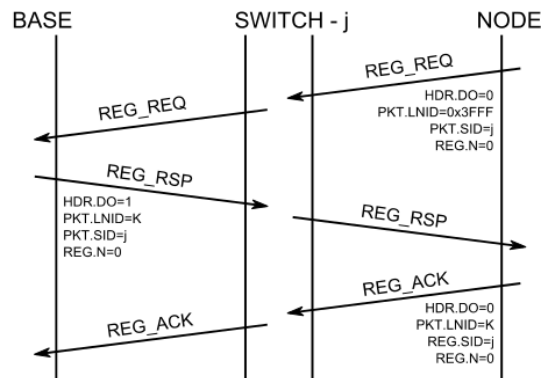 BASE
SWITCH - j
NODE
REG_REQ
HDR.DO=0
PKT.LNID=0x3FFF
PKT.SID=j
REG.N=0
REG_REQ
REG_RSP
HDR.DO=1
PKT.LNID=K
PKT.SID=j
REG.N=0
REG_RSP
REG_ACK
HDR.DO=0
PKT.LNID=K
REG.SID=j
REG.N=0
REG_ACK